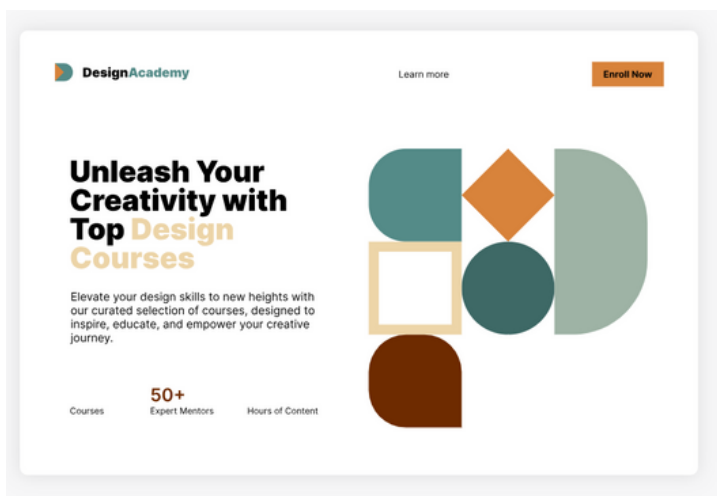 DesignAcademy
Learn more
Enroll Now
Unleash Your
Creativity with
Top Design
Courses
Elevate your design skills to new heights with
our curated selection of courses, designed to
inspire, educate, and empower your creative
journey.
50+
Courses
Expert Mentors
Hours of Content